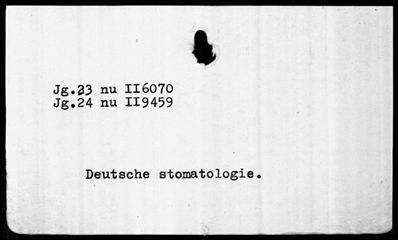 Jg.23 nu II6070
Jg.24 nu II9459
Deutsche stomatologie.